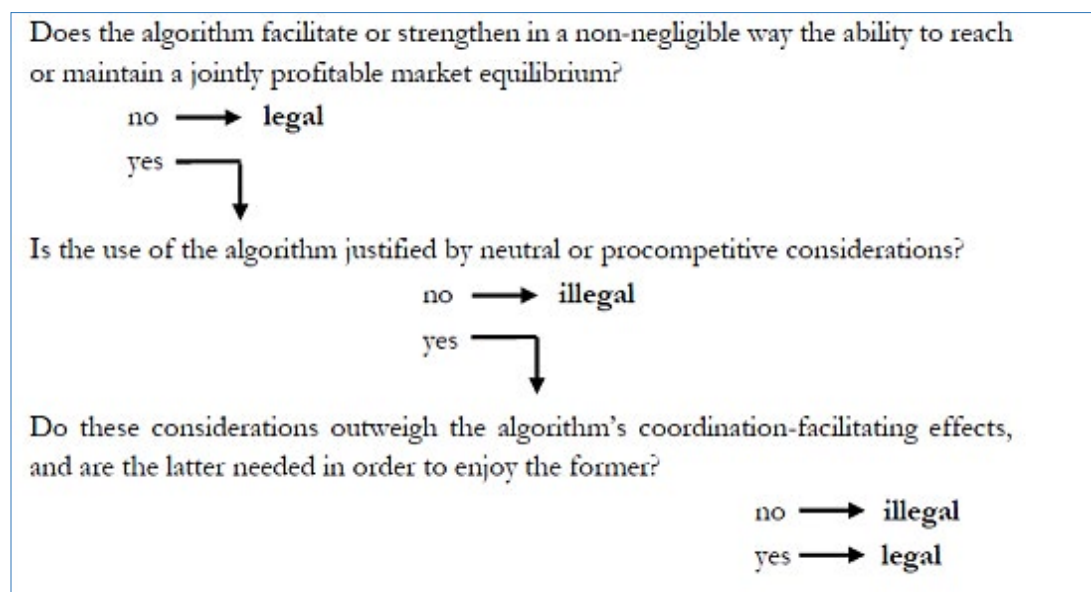 Does the algorithm facilitate or strengthen in a non-negligible way the ability to reach
or maintain a jointly profitable market equilibrium?
no legal
yes
Is the use of the algorithm justified by neutral or procompetitive considerations?
no illegal
yes
Do these considerations outweigh the algorithm’s coordination-facilitating effects,
and are the latter needed in order to enjoy the former?
no illegal
yes legal